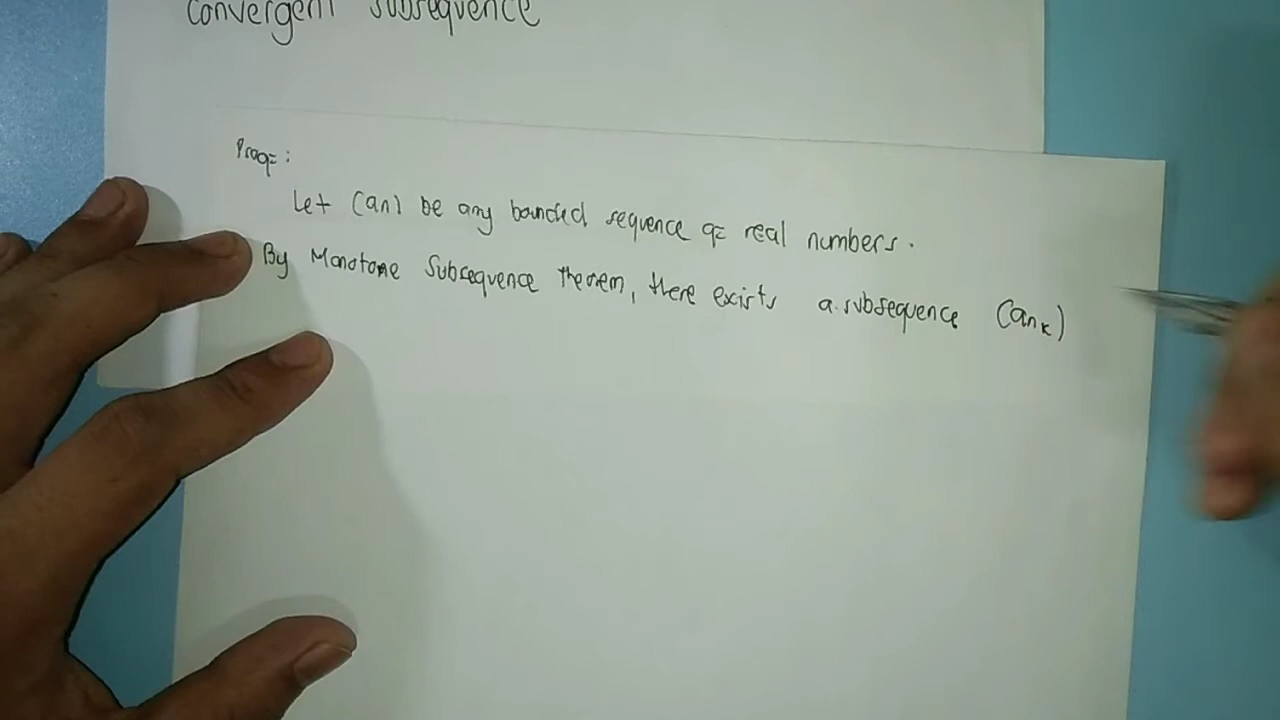 Convergent subsequence
Proof:
Let (an) be any bounded sequence of real numbers.
By Monotone Subsequence theorem, there exists a subsequence (ank)